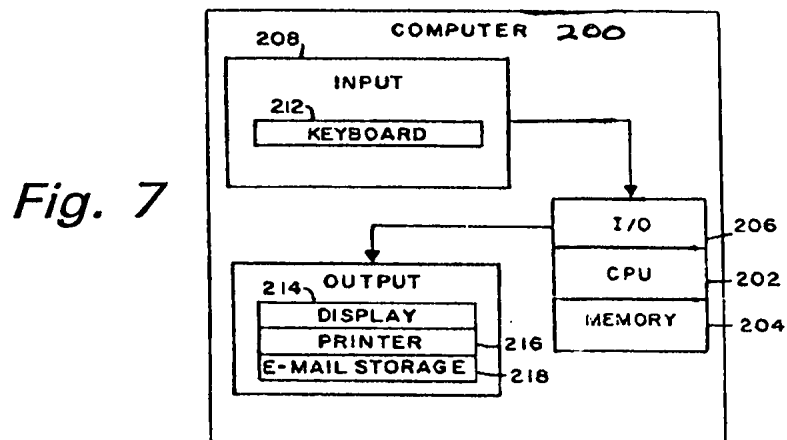 COMPUTER 200
208
INPUT
212
KEYBOARD
Fig. 7
I/O
206
CPU
202
MEMORY
204
OUTPUT
214
DISPLAY
PRINTER
216
E-MAIL STORAGE
218